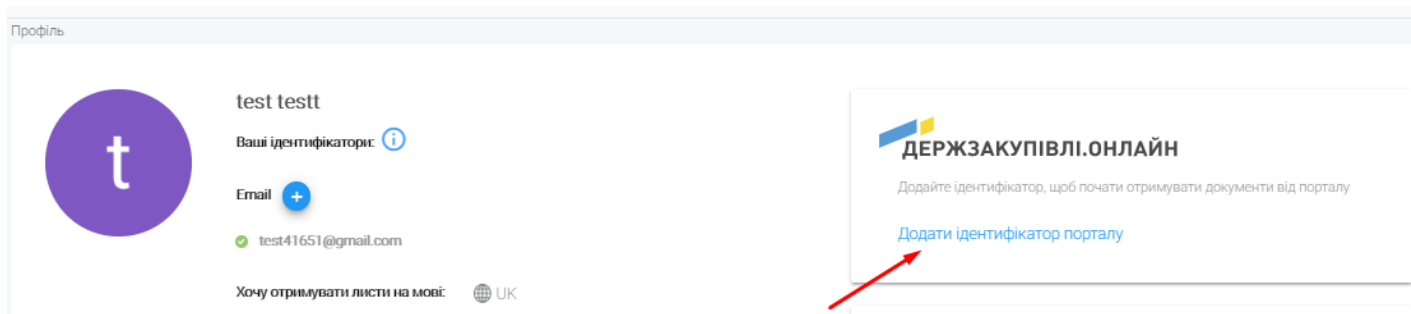 Профіль
t
test testt
Ваші ідентифікатори: i
Email +
test41651@gmail.com
Хочу отримувати листи на мові: UK
ДЕРЖЗАКУПІВЛІ.ОНЛАЙН
Додайте ідентифікатор, щоб почати отримувати документи від порталу
Додати ідентифікатор порталу